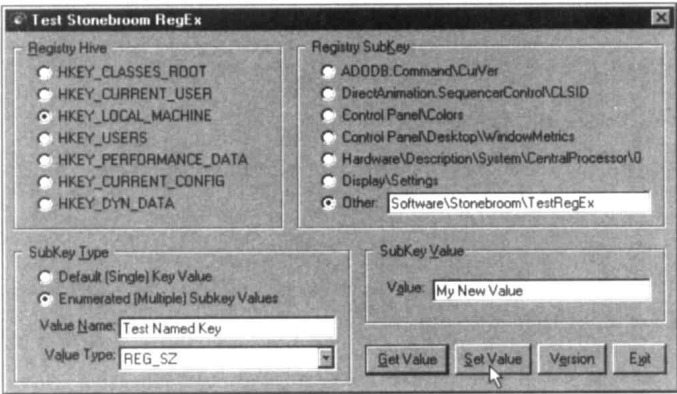 Test Stonebroom RegEx
Registry Hive
HKEY_CLASSES_ROOT
HKEY_CURRENT_USER
HKEY_LOCAL_MACHINE
HKEY_USERS
HKEY_PERFORMANCE_DATA
HKEY_CURRENT_CONFIG
HKEY_DYN_DATA
Registry SubKey
ADODB.Command\CurVer
DirectAnimation.SequencerControl\CLSID
Control Panel\Colors
Control Panel\Desktop\WindowMetrics
Hardware\Description\System\CentralProcessor\0
Display\Settings
Other: Software\Stonebroom\TestRegEx
SubKey Type
Default (Single) Key Value
Enumerated (Multiple) Subkey Values
Value Name: Test Named Key
Value Type: REG_SZ
SubKey Value
Value: My New Value
Get Value Set Value Version Exit